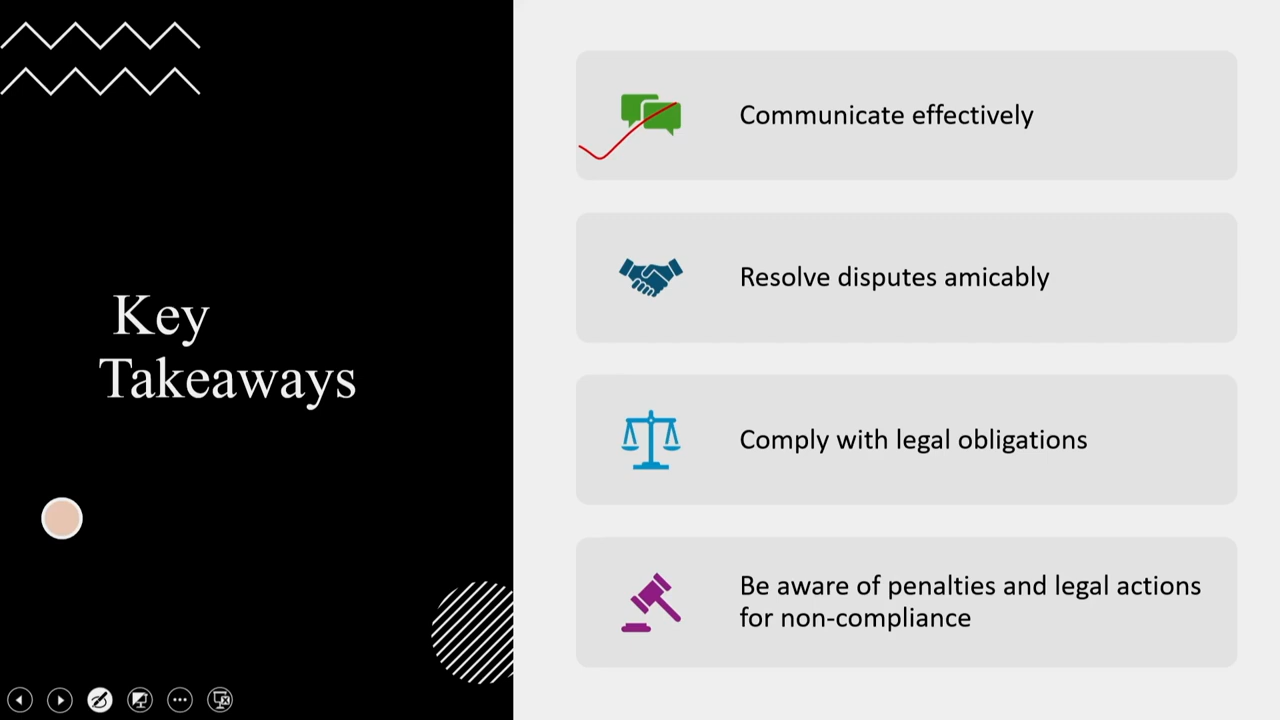 Key
Takeaways
Communicate effectively
Resolve disputes amicably
Comply with legal obligations
Be aware of penalties and legal actions
for non-compliance